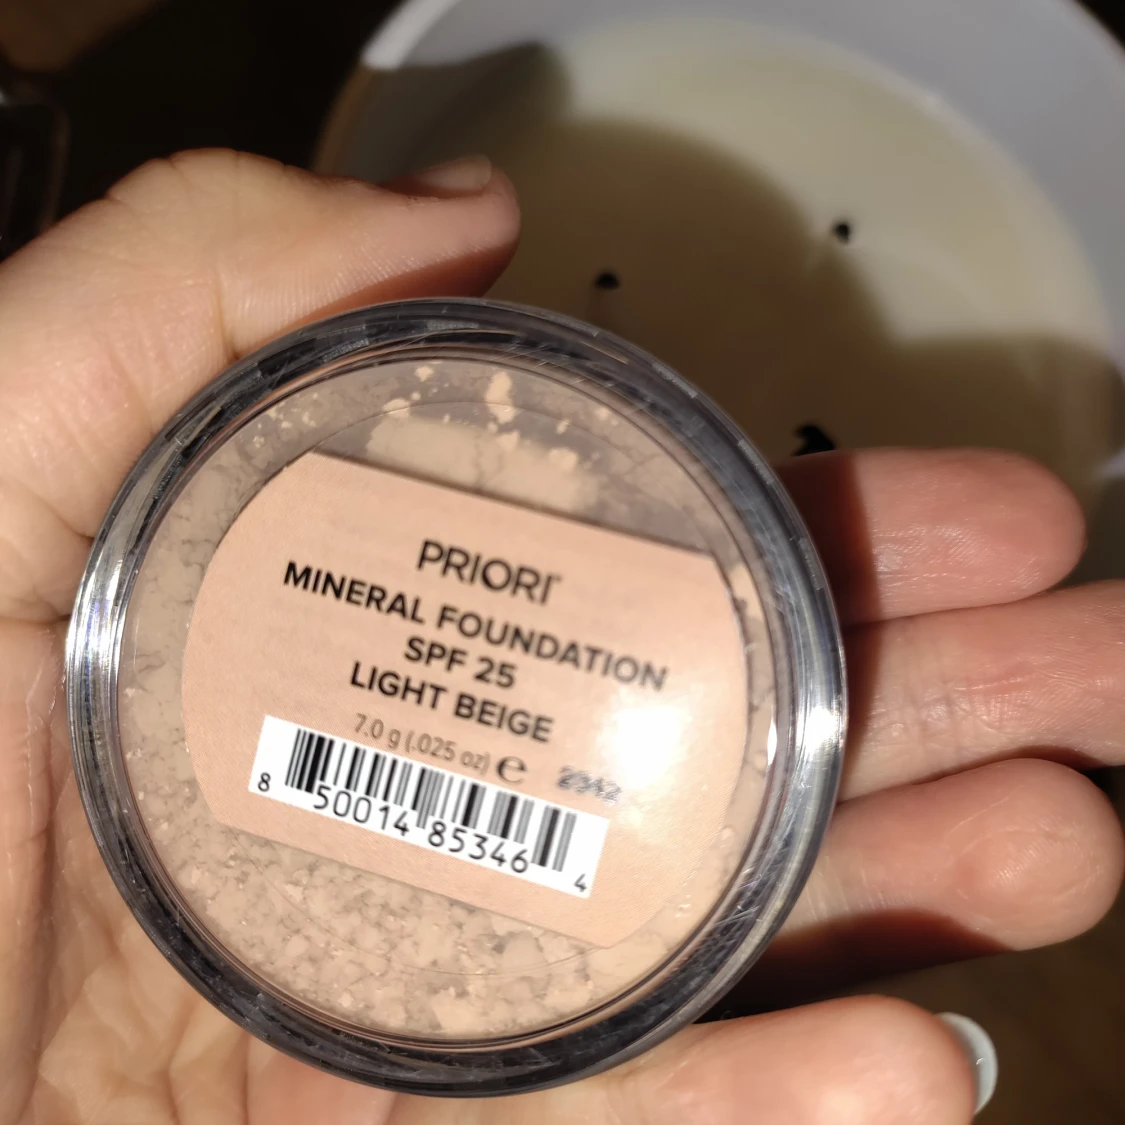 PRIORI
MINERAL FOUNDATION
SPF 25
LIGHT BEIGE
7.0 g (.025 oz) e
8 50014 85346 4